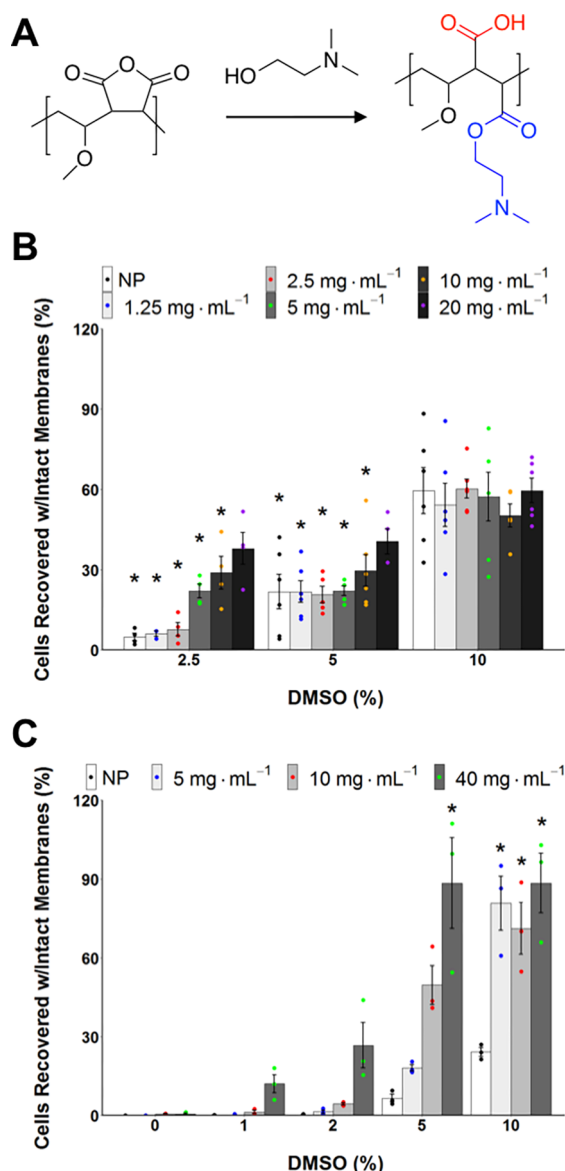 A
O O O
HO N
OH
O
O
O
O
O
N
B
NP 2.5 mg · mL⁻¹ 10 mg · mL⁻¹
1.25 mg · mL⁻¹ 5 mg · mL⁻¹ 20 mg · mL⁻¹
Cells Recovered w/Intact Membranes (%)
120
90
60
30
0
* * * * * * * * * *
2.5 5 10
DMSO (%)
C
NP 5 mg · mL⁻¹ 10 mg · mL⁻¹ 40 mg · mL⁻¹
Cells Recovered w/Intact Membranes (%)
120
90
60
30
0
* * * *
0 1 2 5 10
DMSO (%)